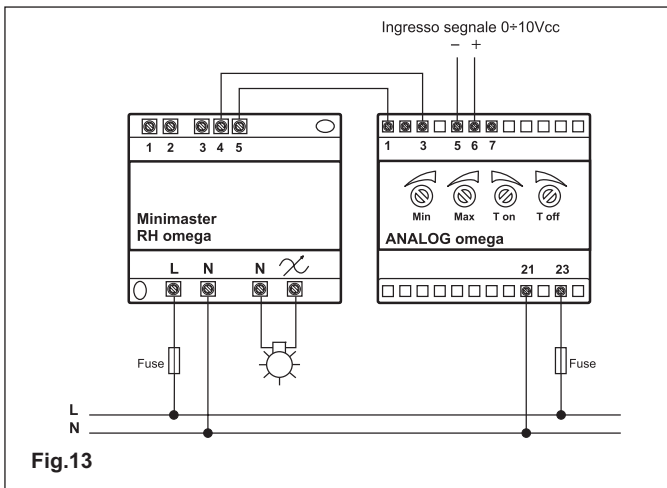 Ingresso segnale 0÷10Vcc
– +
1 2 3 4 5
1 3 5 6 7
Minimaster
RH omega
Min Max T on T off
ANALOG omega
L N N
21 23
Fuse
Fuse
L
N
Fig.13